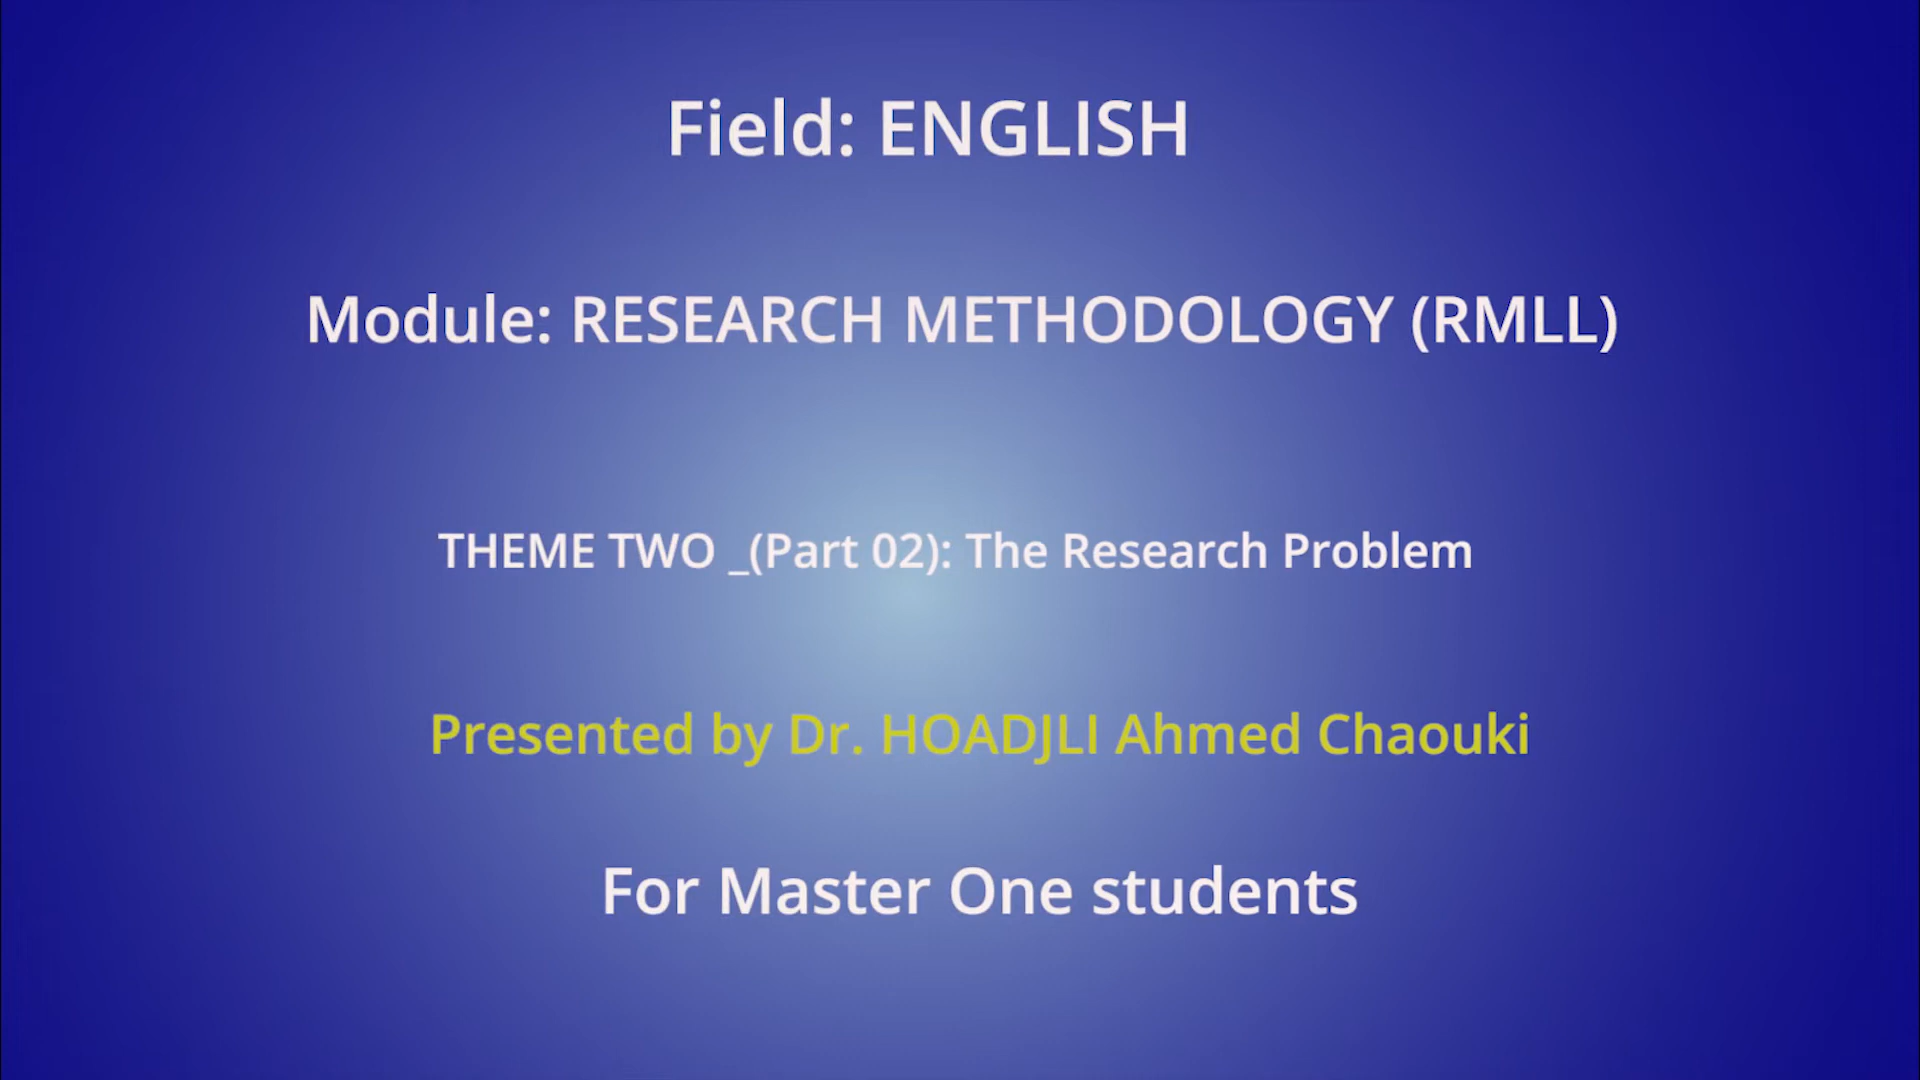 Field: ENGLISH
Module: RESEARCH METHODOLOGY (RMLL)
THEME TWO _(Part 02): The Research Problem
Presented by Dr. HOADJLI Ahmed Chaouki
For Master One students